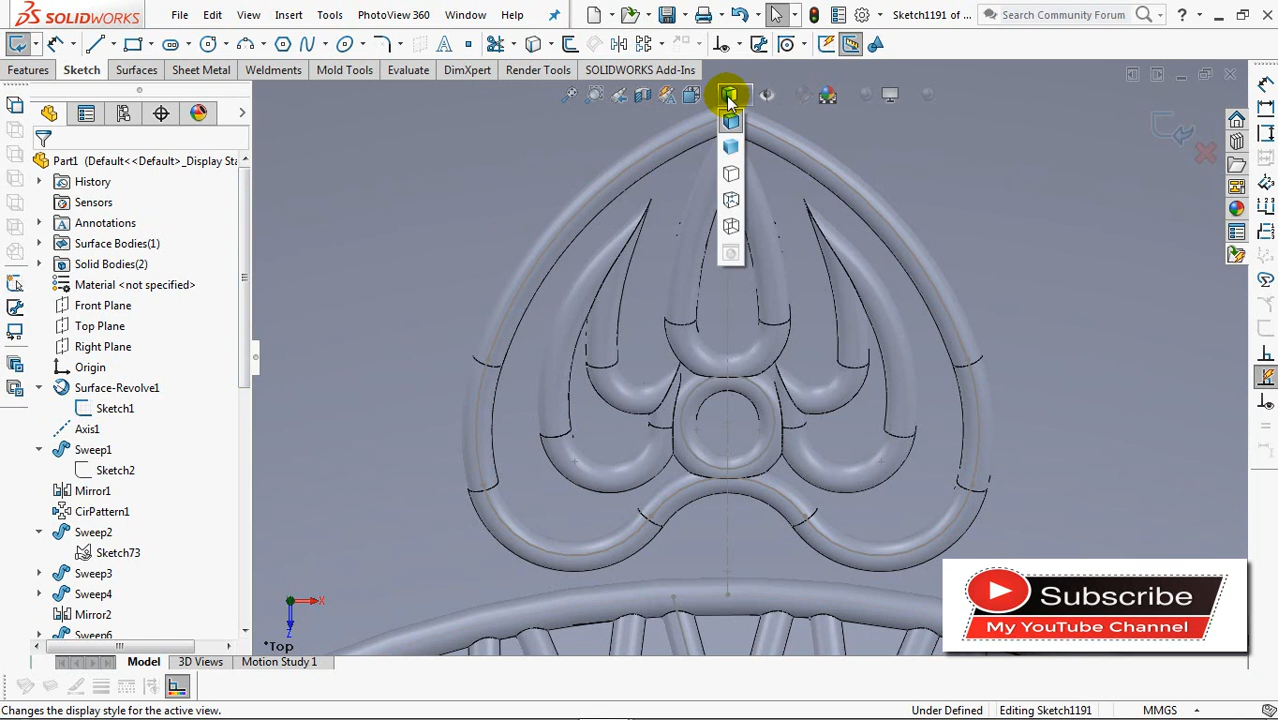 SOLIDWORKS
File
Edit
View
Insert
Tools
PhotoView 360
Window
Help
Sketch1191 of ...
Search Community Forum
Features
Sketch
Surfaces
Sheet Metal
Weldments
Mold Tools
Evaluate
DimXpert
Render Tools
SOLIDWORKS Add-Ins
Part1 (Default<<Default>_Display Sta
History
Sensors
Annotations
Surface Bodies(1)
Solid Bodies(2)
Material <not specified>
Front Plane
Top Plane
Right Plane
Origin
Surface-Revolve1
Sketch1
Axis1
Sweep1
Sketch2
Mirror1
CirPattern1
Sweep2
Sketch73
Sweep3
Sweep4
Mirror2
Sweep6
X
Z
*Top
Subscribe
My YouTube Channel
Model
3D Views
Motion Study 1
Changes the display style for the active view.
Under Defined
Editing Sketch1191
MMGS